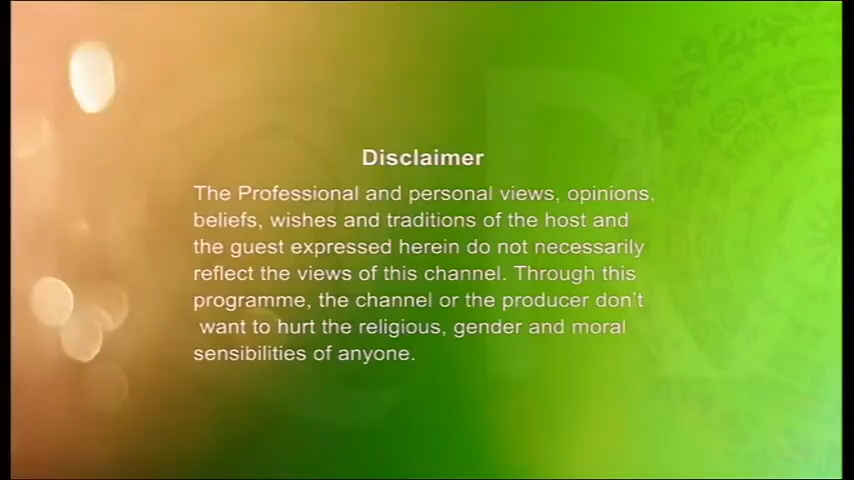 Disclaimer
The Professional and personal views, opinions,
beliefs, wishes and traditions of the host and
the guest expressed herein do not necessarily
reflect the views of this channel. Through this
programme, the channel or the producer don't
want to hurt the religious, gender and moral
sensibilities of anyone.